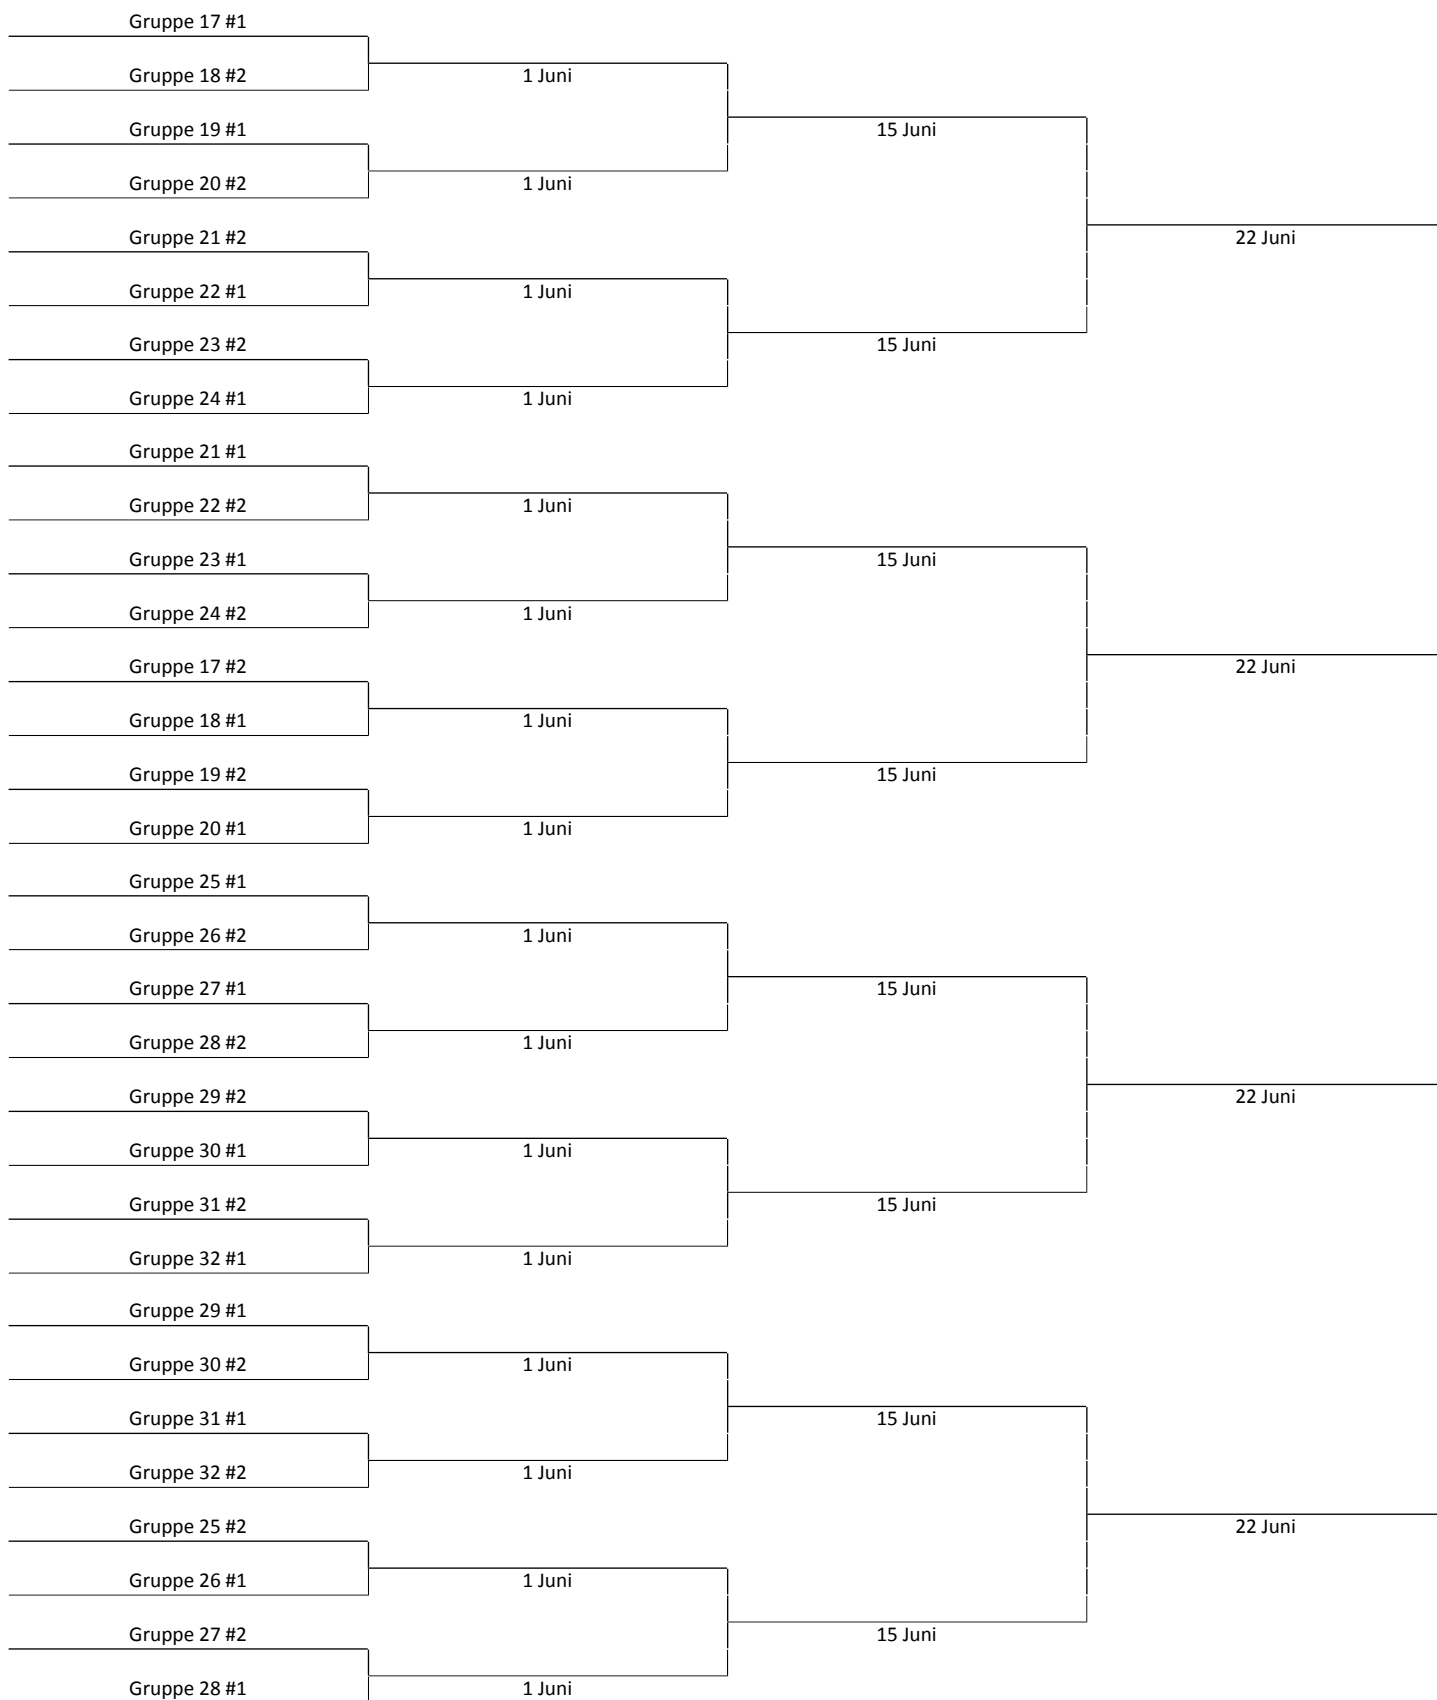 Gruppe 17 #1
Gruppe 18 #2
1 Juni
Gruppe 19 #1
15 Juni
Gruppe 20 #2
1 Juni
Gruppe 21 #2
22 Juni
Gruppe 22 #1
1 Juni
Gruppe 23 #2
15 Juni
Gruppe 24 #1
1 Juni
Gruppe 21 #1
Gruppe 22 #2
1 Juni
Gruppe 23 #1
15 Juni
Gruppe 24 #2
1 Juni
Gruppe 17 #2
22 Juni
Gruppe 18 #1
1 Juni
Gruppe 19 #2
15 Juni
Gruppe 20 #1
1 Juni
Gruppe 25 #1
Gruppe 26 #2
1 Juni
Gruppe 27 #1
15 Juni
Gruppe 28 #2
1 Juni
Gruppe 29 #2
22 Juni
Gruppe 30 #1
1 Juni
Gruppe 31 #2
15 Juni
Gruppe 32 #1
1 Juni
Gruppe 29 #1
Gruppe 30 #2
1 Juni
Gruppe 31 #1
15 Juni
Gruppe 32 #2
1 Juni
Gruppe 25 #2
22 Juni
Gruppe 26 #1
1 Juni
Gruppe 27 #2
15 Juni
Gruppe 28 #1
1 Juni